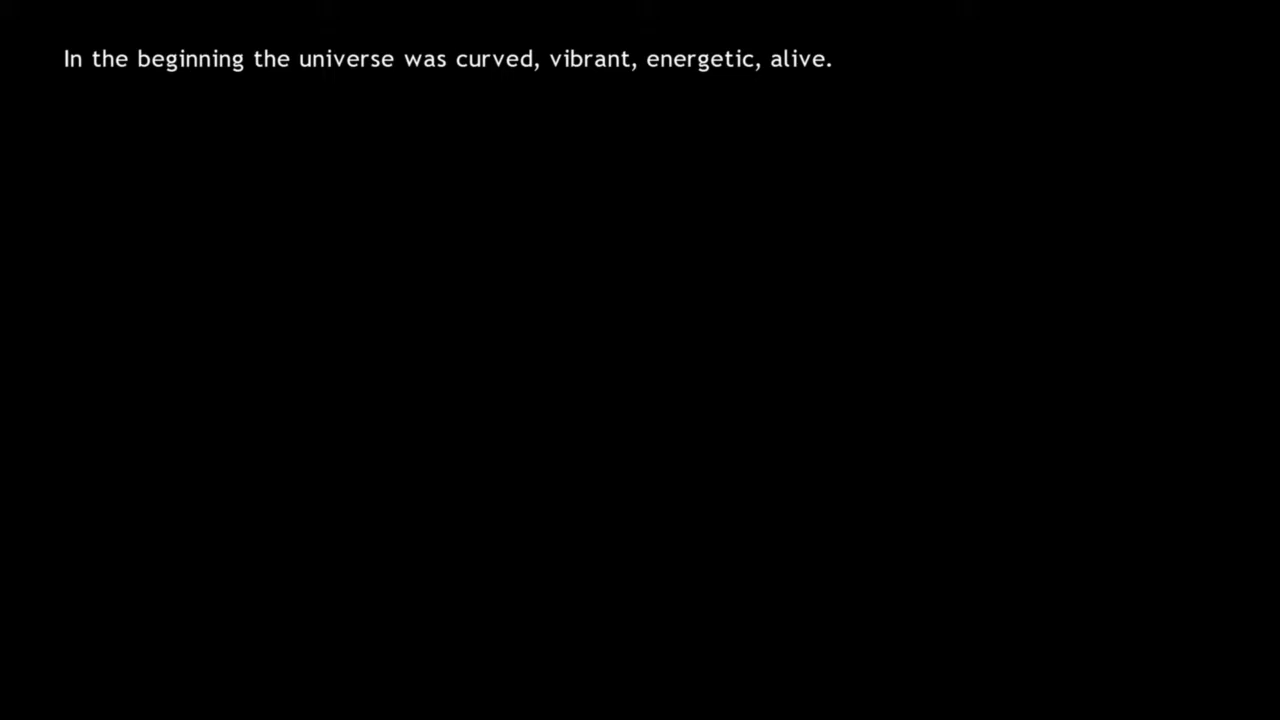 In the beginning the universe was curved, vibrant, energetic, alive.